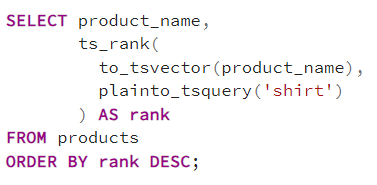 SELECT product_name,
       ts_rank(
         to_tsvector(product_name),
         plainto_tsquery('shirt')
       ) AS rank
FROM products
ORDER BY rank DESC;